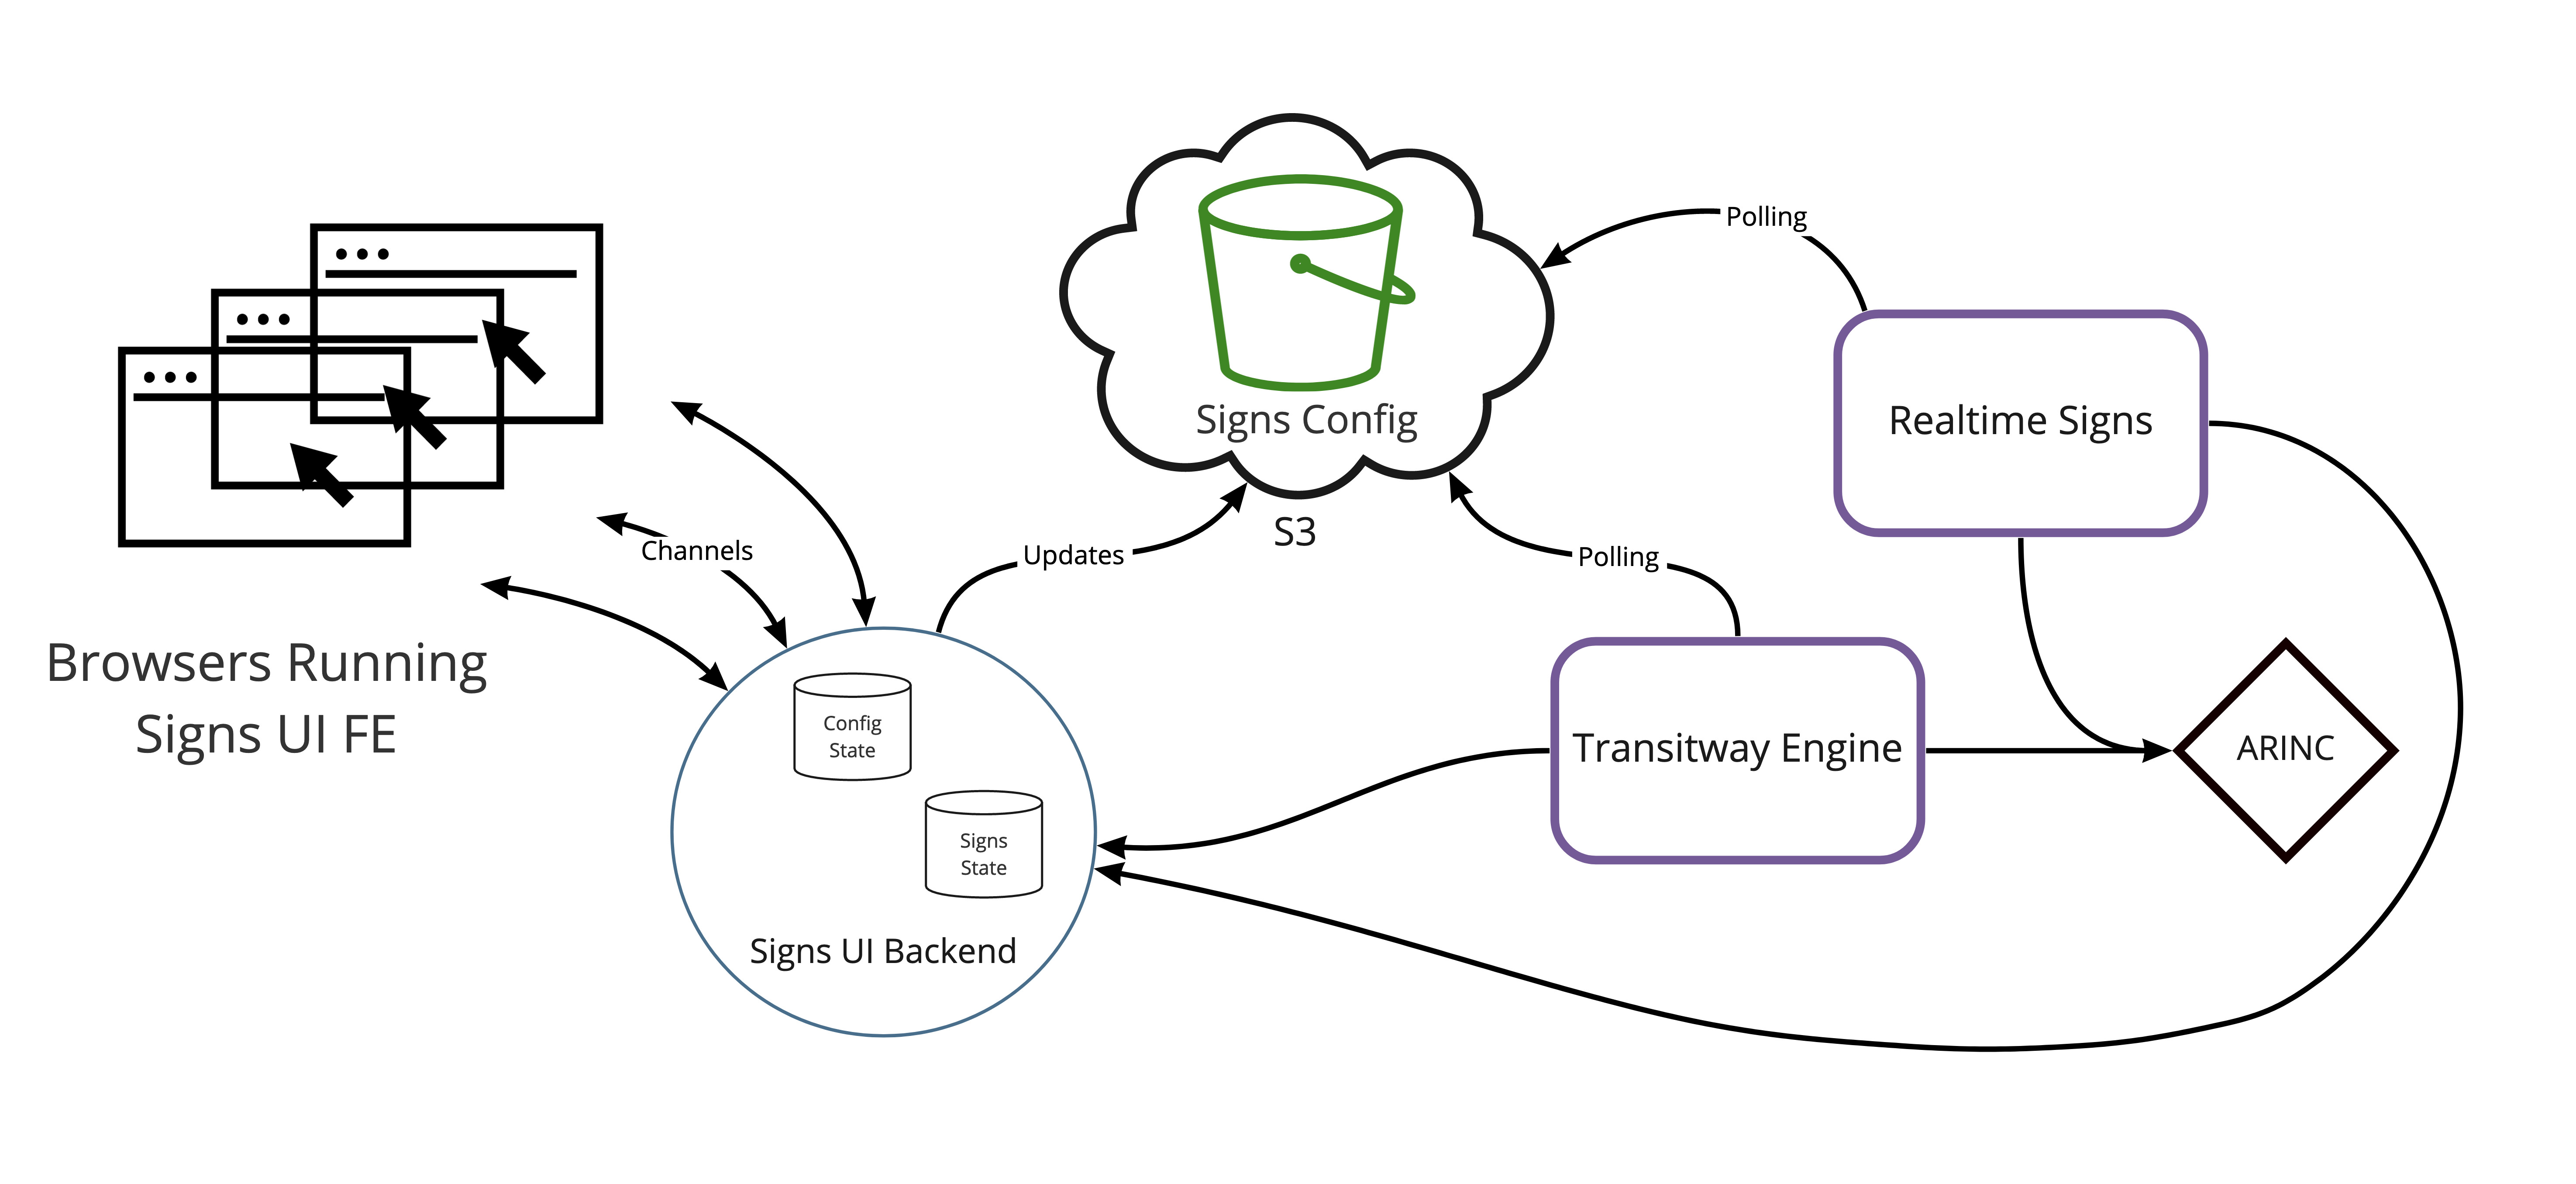 Polling
Signs Config
Realtime Signs
S3
Channels
Updates
Polling
Browsers Running
Signs UI FE
Config
State
Transitway Engine
ARINC
Signs
State
Signs UI Backend